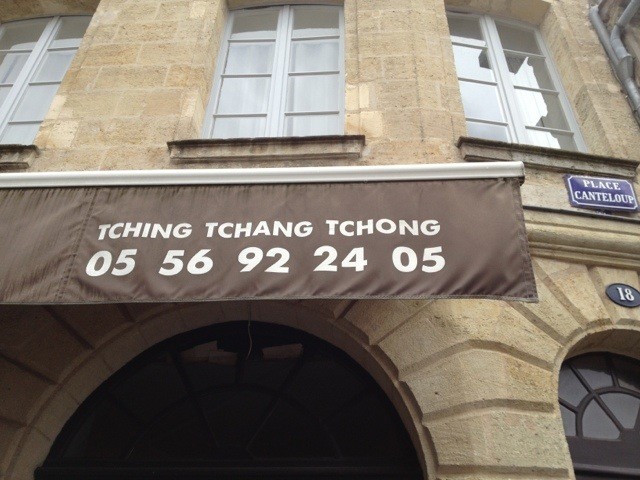 TCHING TCHANG TCHONG
05 56 92 24 05
PLACE
CANTELOUP
18